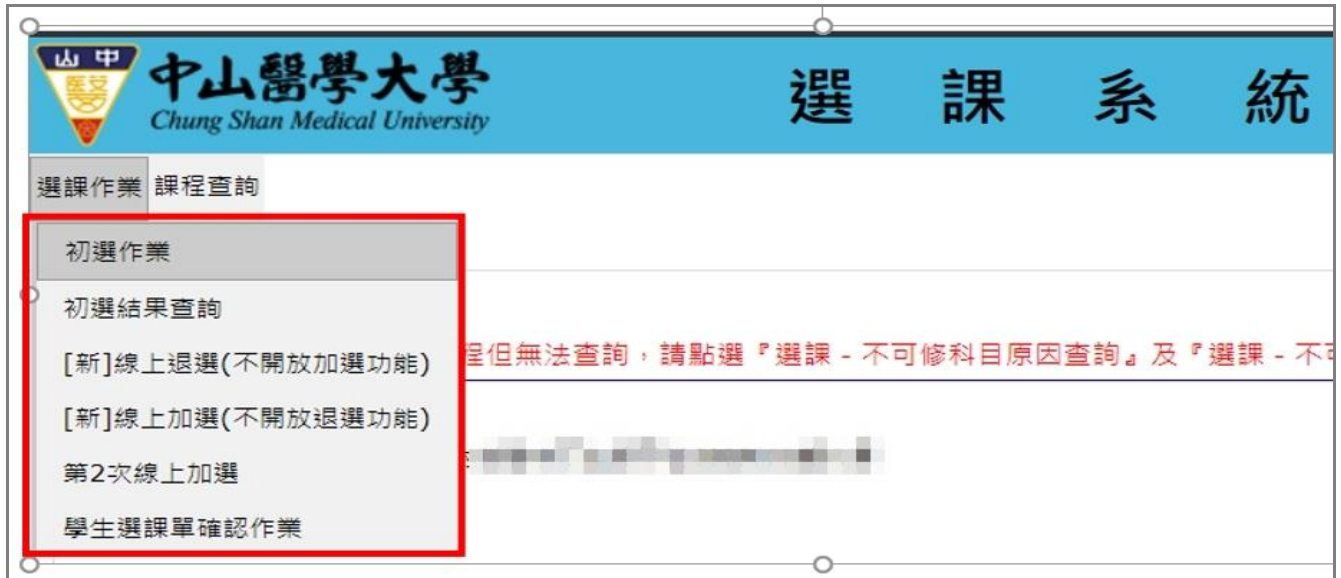 山中
醫學
中山醫學大學
Chung Shan Medical University
選課系統
選課作業 課程查詢
初選作業
初選結果查詢
程但無法查詢,請點選『選課 - 不可修科目原因查詢』及『選課 - 不可
[新]線上退選(不開放加選功能)
[新]線上加選(不開放退選功能)
第2次線上加選
學生選課單確認作業